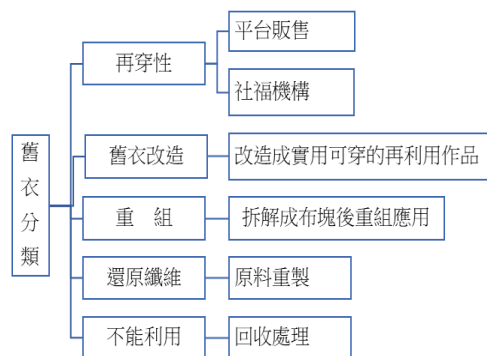 舊衣分類
再穿性
平台販售
社福機構
舊衣改造
改造成實用可穿的再利用作品
重　組
拆解成布塊後重組應用
還原纖維
原料重製
不能利用
回收處理